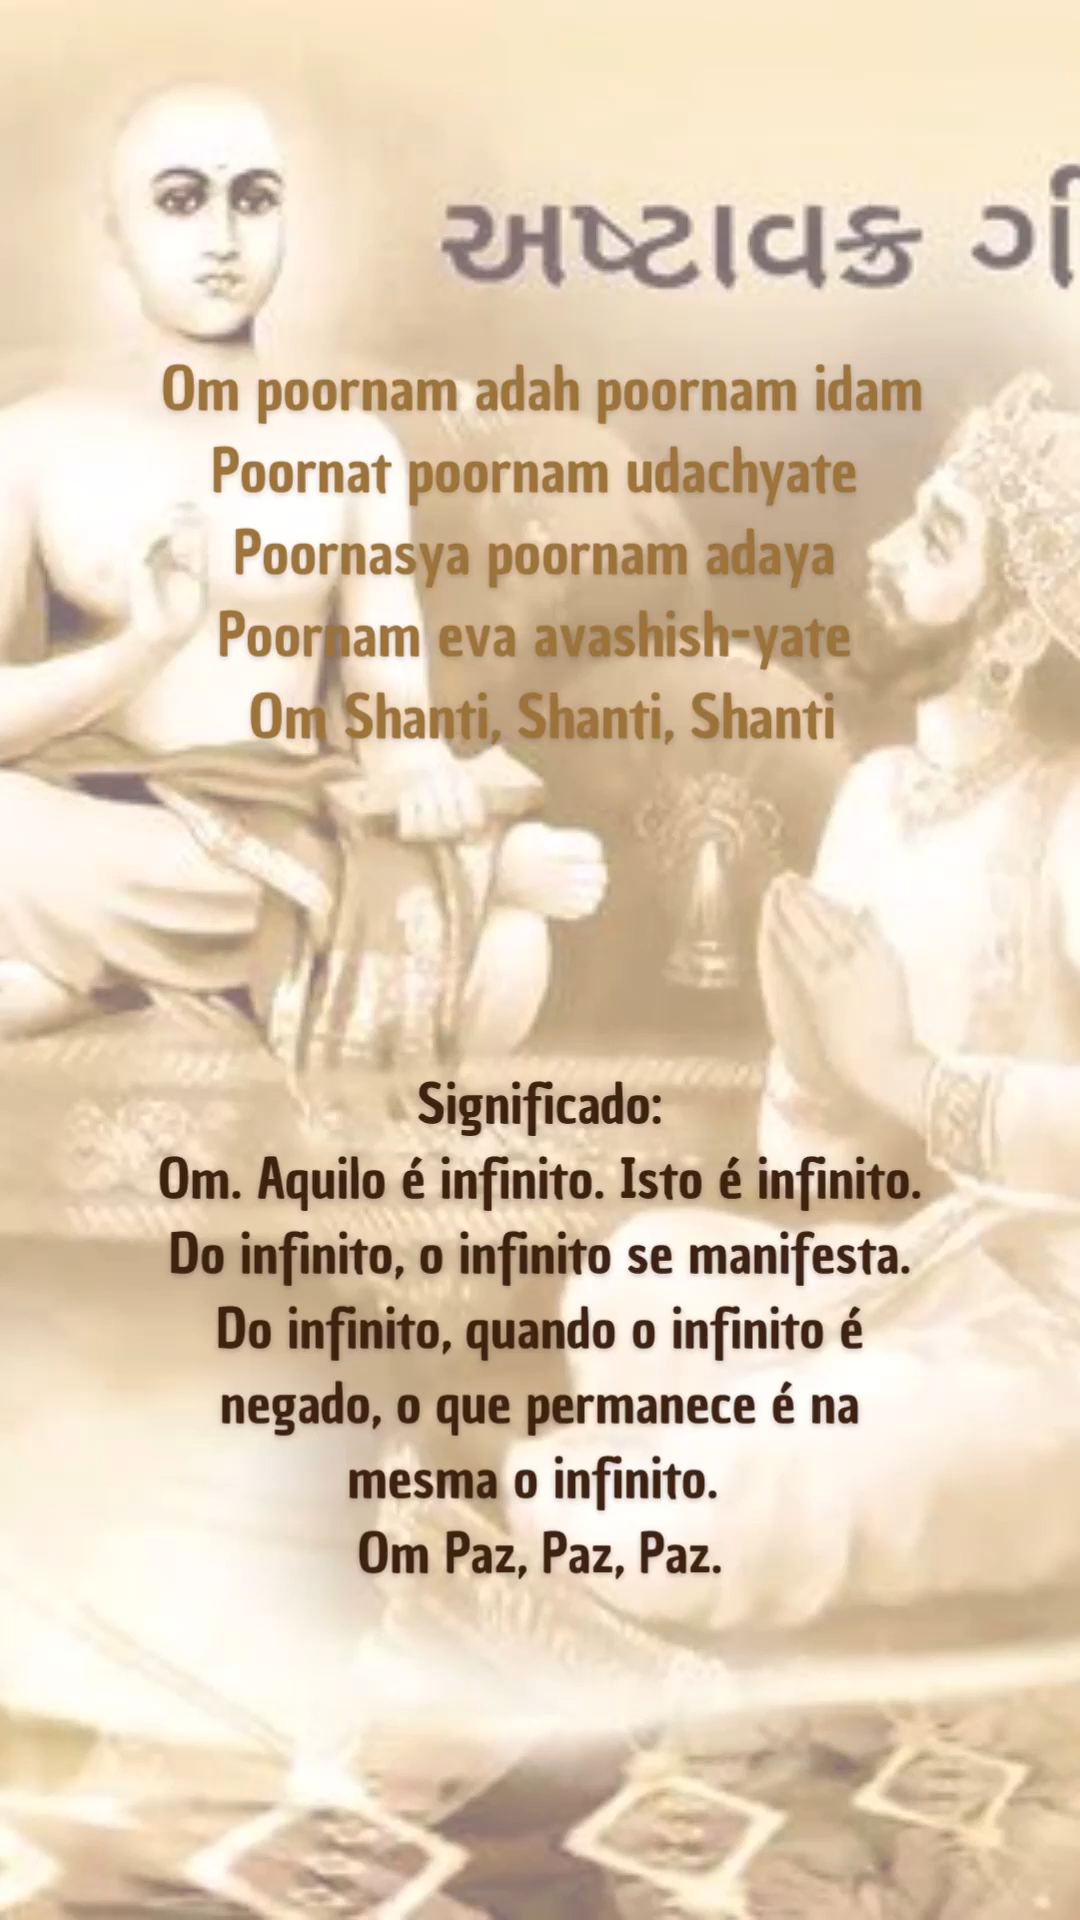 અષ્ટાવક્ર
Om poornam adah poornam idam
Poornat poornam udachyate
Poornasya poornam adaya
Poornam eva avashish-yate
Om Shanti, Shanti, Shanti
Significado:
Om. Aquilo é infinito. Isto é infinito.
Do infinito, o infinito se manifesta.
Do infinito, quando o infinito é
negado, o que permanece é na
mesma o infinito.
Om Paz, Paz, Paz.